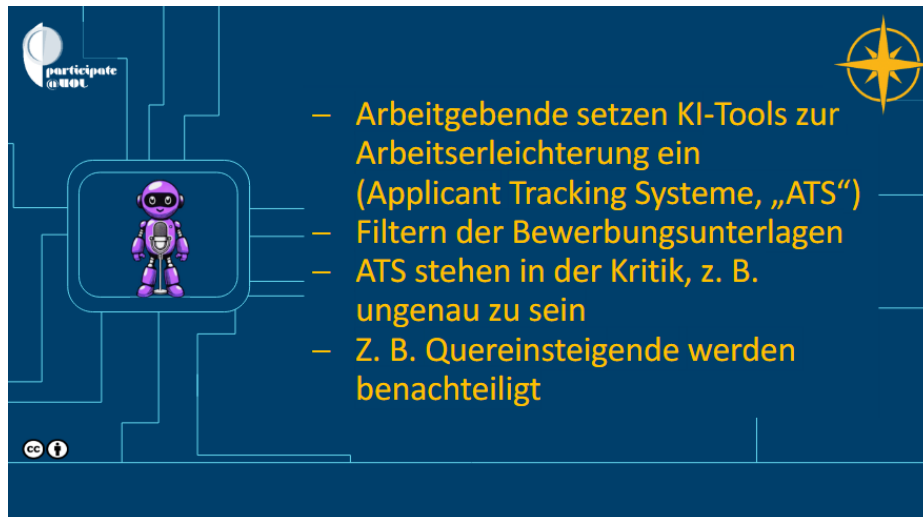 participate
@UOL
– Arbeitgebende setzen KI-Tools zur
Arbeitserleichterung ein
(Applicant Tracking Systeme, „ATS“)
– Filtern der Bewerbungsunterlagen
– ATS stehen in der Kritik, z. B.
ungenau zu sein
– Z. B. Quereinsteigende werden
benachteiligt
cc